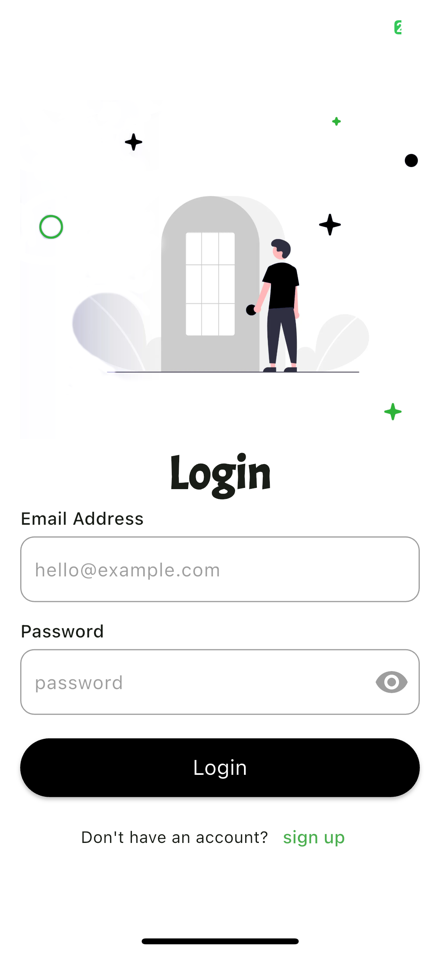 Login
Email Address
hello@example.com
Password
password
Login
Don't have an account? sign up